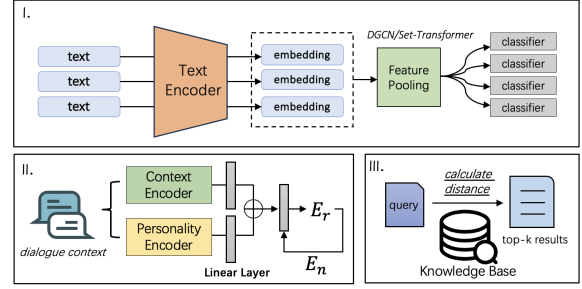 I.
DGCN/Set-Transformer
text
text
text
Text
Encoder
embedding
embedding
embedding
Feature
Pooling
classifier
classifier
classifier
classifier
II.
Context
Encoder
Personality
Encoder
dialogue context
Linear Layer
E_r
E_n
III.
query
calculate
distance
top-k results
Knowledge Base